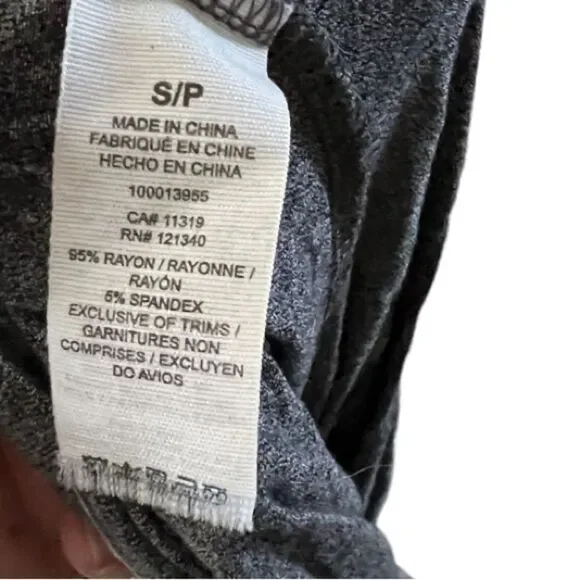 S/P
MADE IN CHINA
FABRIQUÉ EN CHINE
HECHO EN CHINA
100013955
CA# 11319
RN# 121340
95% RAYON / RAYONNE /
RAYÓN
5% SPANDEX
EXCLUSIVE OF TRIMS /
GARNITURES NON
COMPRISES / EXCLUYEN
DO AVIOS